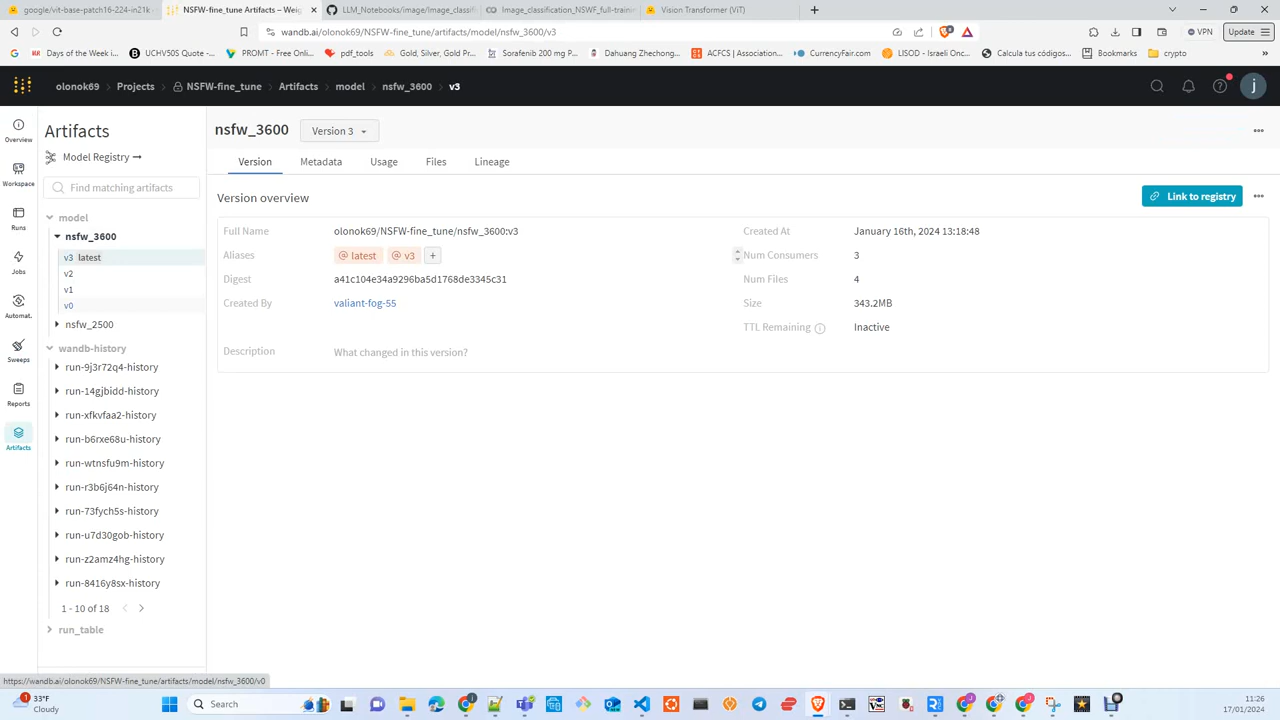 google/vit-base-patch16-224-in21k
NSFW-fine_tune Artifacts – Weig
LLM_Notebooks/image/Image_classif
Image_classification_NSWF_full-traini
Vision Transformer (ViT)
wandb.ai/olonok69/NSFW-fine_tune/artifacts/model/nsfw_3600/v3
VPN
Update
Days of the Week i...
UCHV50S Quote -...
PROMT - Free Onli...
pdf_tools
Gold, Silver, Gold Pr...
Sorafenib 200 mg P...
Dahuang Zhechong...
ACFCS | Association...
CurrencyFair.com
LISOD - Israeli Onc...
Calcula tus códigos...
Bookmarks
crypto
olonok69
Projects
NSFW-fine_tune
Artifacts
model
nsfw_3600
v3
j
Artifacts
nsfw_3600
Version 3
Overview
Model Registry
Version
Metadata
Usage
Files
Lineage
Workspace
Find matching artifacts
Version overview
Link to registry
model
Runs
nsfw_3600
Full Name
olonok69/NSFW-fine_tune/nsfw_3600:v3
Created At
January 16th, 2024 13:18:48
v3 latest
Aliases
@ latest
@ v3
+
Num Consumers
3
Jobs
v2
Digest
a41c104e34a9296ba5d1768de3345c31
Num Files
4
v1
v0
Created By
valiant-fog-55
Size
343.2MB
Automat.
nsfw_2500
TTL Remaining
Inactive
wandb-history
Description
What changed in this version?
Sweeps
run-9j3r72q4-history
run-14gjbidd-history
Reports
run-xfkvfaa2-history
run-b6rxe68u-history
Artifacts
run-wtnsfu9m-history
run-r3b6j64n-history
run-73fych5s-history
run-u7d30gob-history
run-z2amz4hg-history
run-8416y8sx-history
1 - 10 of 18
run_table
https://wandb.ai/olonok69/NSFW-fine_tune/artifacts/model/nsfw_3600/v0
33°F
Cloudy
Search
11:26
17/01/2024